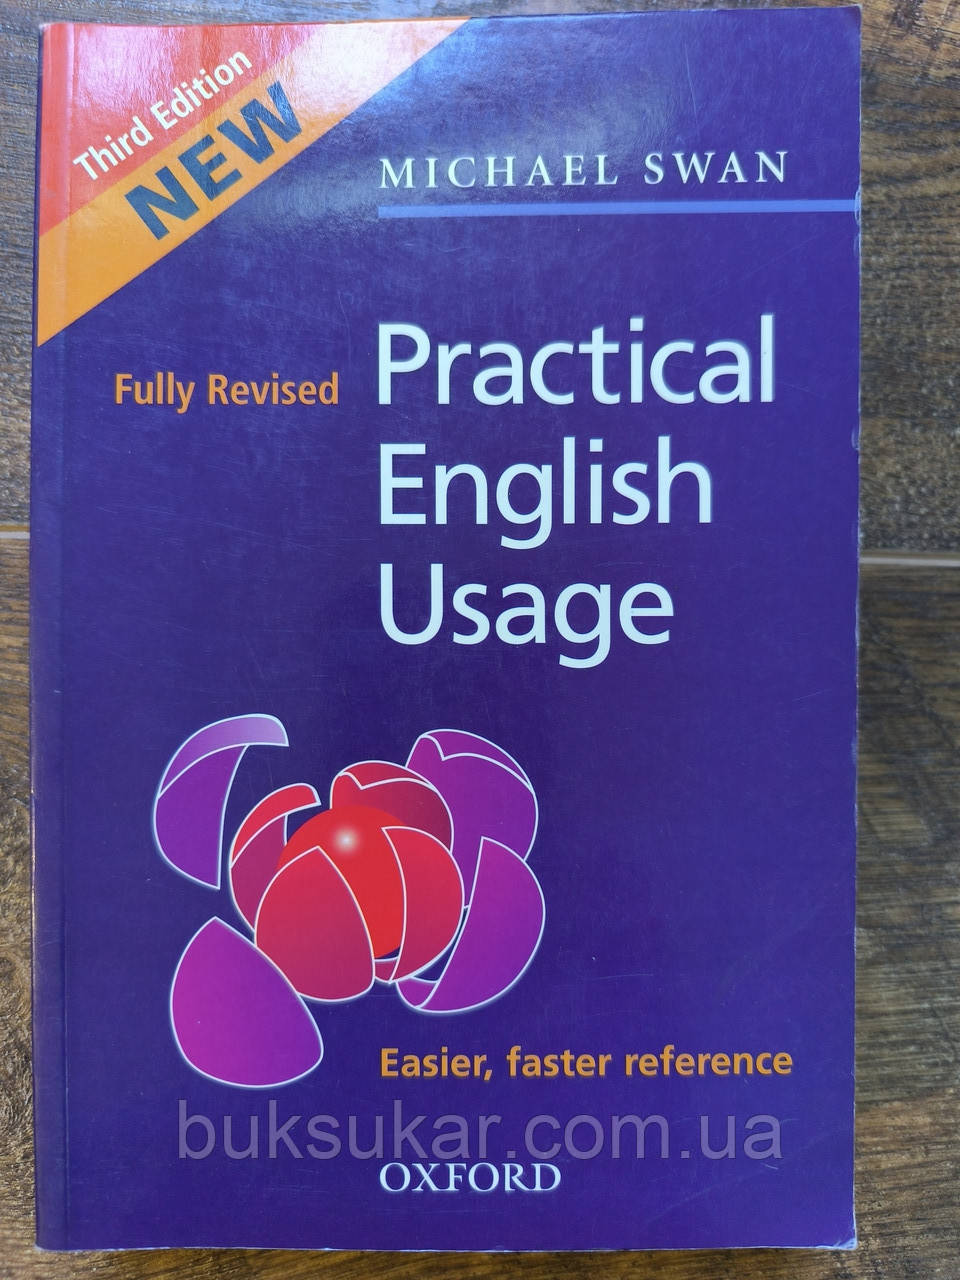 Third Edition
NEW
MICHAEL SWAN
Fully Revised
Practical
English
Usage
Easier, faster reference
buksukar.com.ua
OXFORD